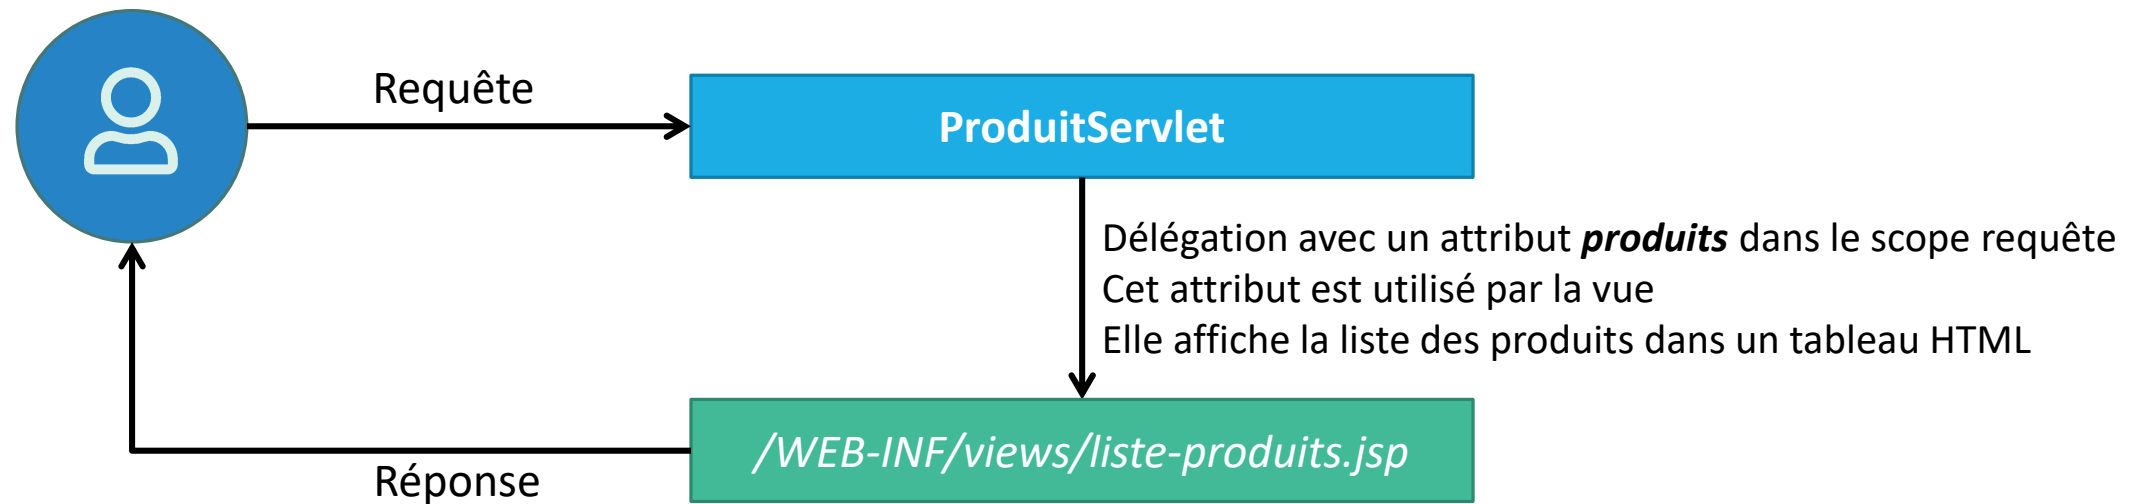 Requête
ProduitServlet
Délégation avec un attribut produits dans le scope requête
Cet attribut est utilisé par la vue
Elle affiche la liste des produits dans un tableau HTML
/WEB-INF/views/liste-produits.jsp
Réponse